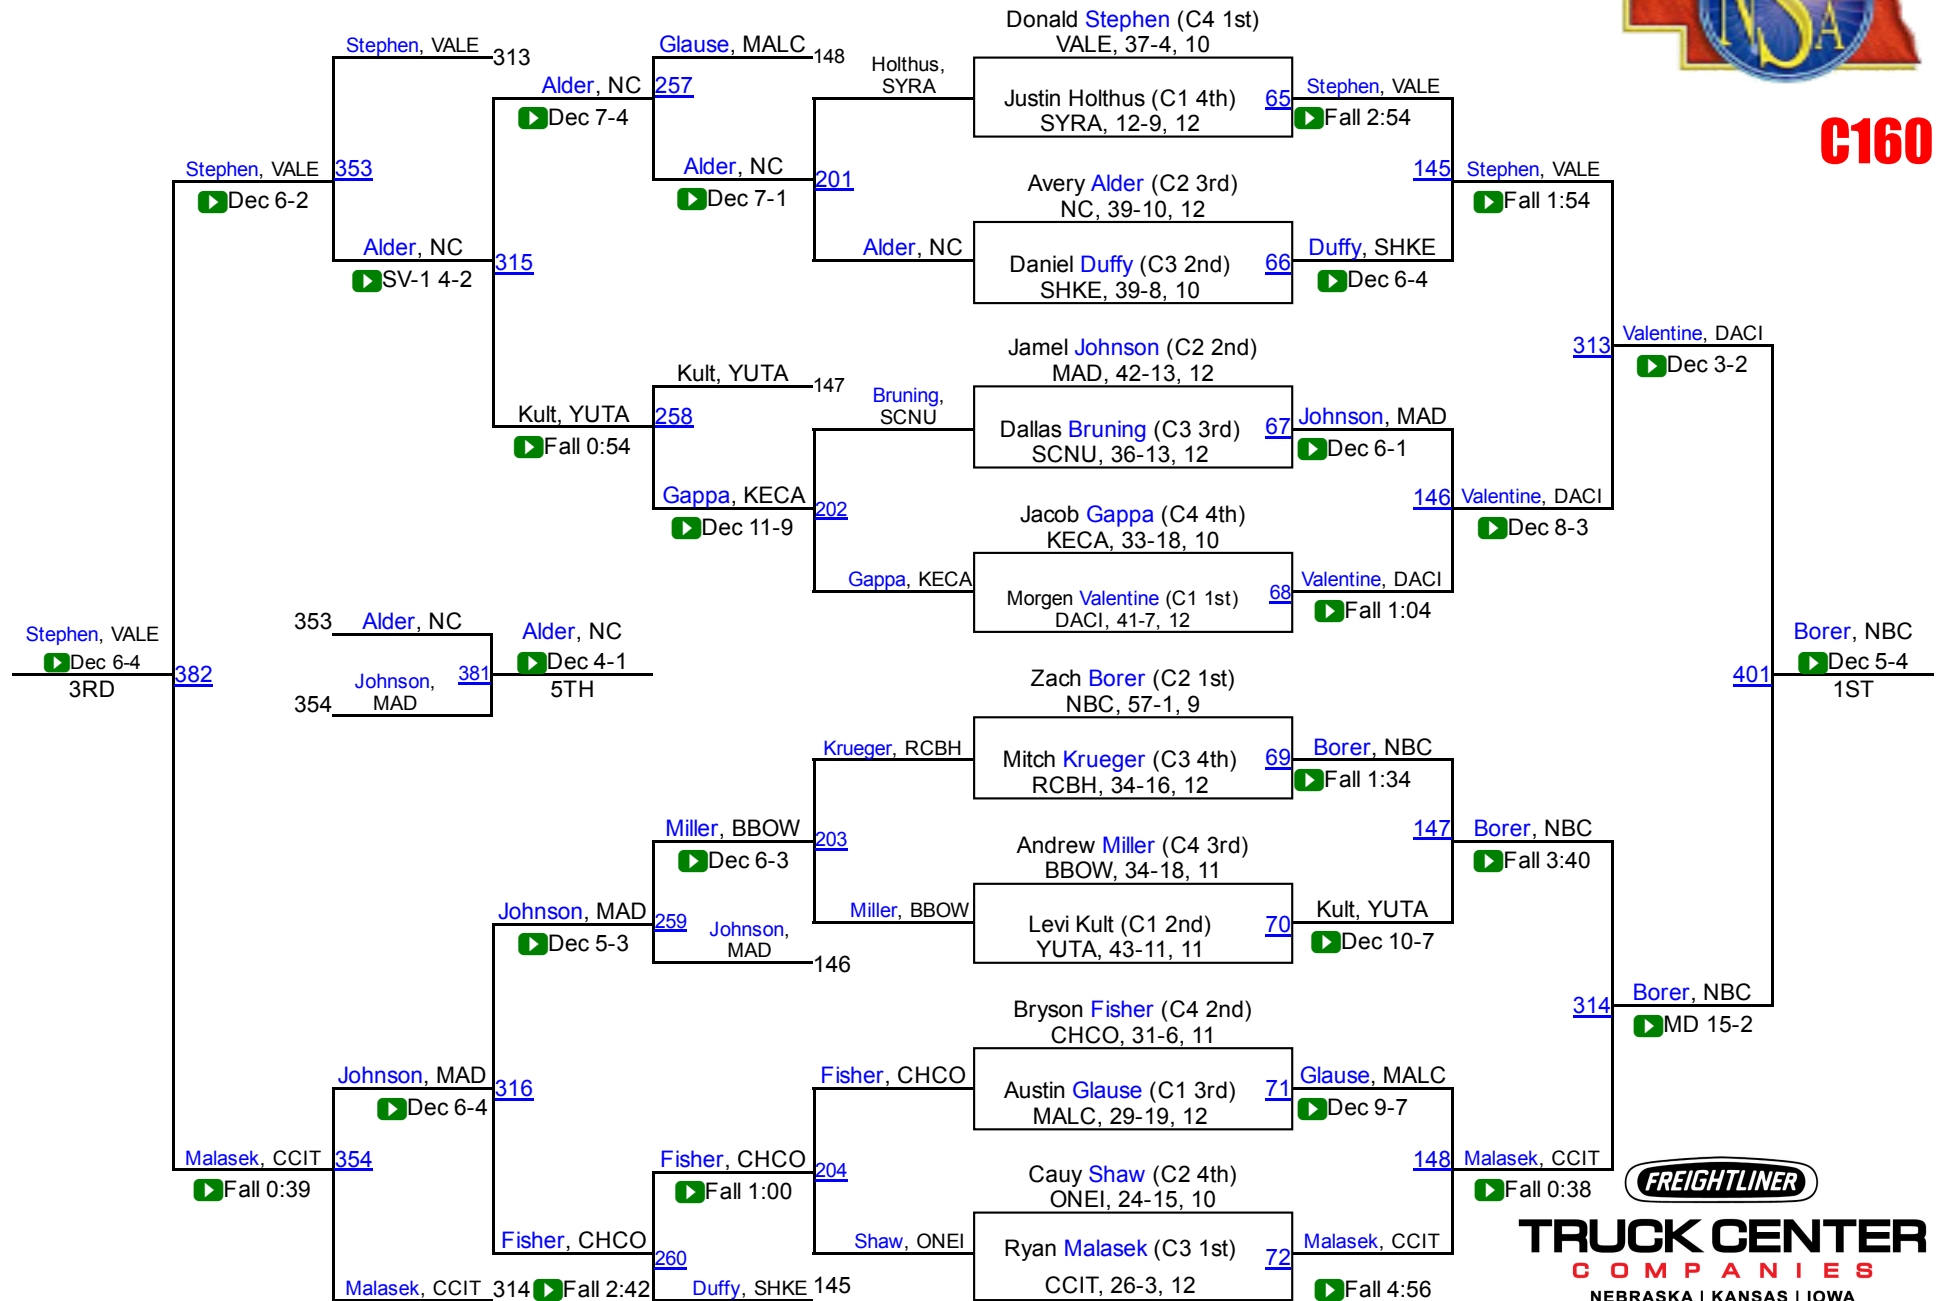 NSA
C160
Donald Stephen (C4 1st)
VALE, 37-4, 10
Justin Holthus (C1 4th)
SYRA, 12-9, 12
65
Avery Alder (C2 3rd)
NC, 39-10, 12
Daniel Duffy (C3 2nd)
SHKE, 39-8, 10
66
Jamel Johnson (C2 2nd)
MAD, 42-13, 12
Dallas Bruning (C3 3rd)
SCNU, 36-13, 12
67
Jacob Gappa (C4 4th)
KECA, 33-18, 10
Morgen Valentine (C1 1st)
DACI, 41-7, 12
68
Zach Borer (C2 1st)
NBC, 57-1, 9
Mitch Krueger (C3 4th)
RCBH, 34-16, 12
69
Andrew Miller (C4 3rd)
BBOW, 34-18, 11
Levi Kult (C1 2nd)
YUTA, 43-11, 11
70
Bryson Fisher (C4 2nd)
CHCO, 31-6, 11
Austin Glause (C1 3rd)
MALC, 29-19, 12
71
Cauy Shaw (C2 4th)
ONEI, 24-15, 10
Ryan Malasek (C3 1st)
CCIT, 26-3, 12
72
Stephen, VALE
Fall 2:54
145
Duffy, SHKE
Dec 6-4
Johnson, MAD
Dec 6-1
146
Valentine, DACI
Fall 1:04
Borer, NBC
Fall 1:34
147
Kult, YUTA
Dec 10-7
Glause, MALC
Dec 9-7
148
Malasek, CCIT
Fall 4:56
Stephen, VALE
Fall 1:54
313
Valentine, DACI
Dec 8-3
Borer, NBC
Fall 3:40
314
Malasek, CCIT
Fall 0:38
Valentine, DACI
Dec 3-2
401
Borer, NBC
MD 15-2
Borer, NBC
Dec 5-4
1ST
Holthus,
SYRA
201
Alder, NC
Bruning,
SCNU
202
Gappa, KECA
Krueger, RCBH
203
Miller, BBOW
Fisher, CHCO
204
Shaw, ONEI
Glause, MALC
148
257
Alder, NC
Dec 7-1
Kult, YUTA
147
258
Gappa, KECA
Dec 11-9
Miller, BBOW
Dec 6-3
259
Johnson,
MAD
146
Fisher, CHCO
Fall 1:00
260
Duffy, SHKE 145
Alder, NC
Dec 7-4
315
Kult, YUTA
Fall 0:54
Johnson, MAD
Dec 5-3
316
Fisher, CHCO
Fall 2:42
Stephen, VALE
313
353
Alder, NC
SV-1 4-2
Johnson, MAD
Dec 6-4
354
Malasek, CCIT 314
Stephen, VALE
Dec 6-2
382
Malasek, CCIT
Fall 0:39
Stephen, VALE
Dec 6-4
3RD
353
Alder, NC
354
Johnson,
MAD
381
Alder, NC
Dec 4-1
5TH
FREIGHTLINER
TRUCK CENTER
COMPANIES
NEBRASKA | KANSAS | IOWA